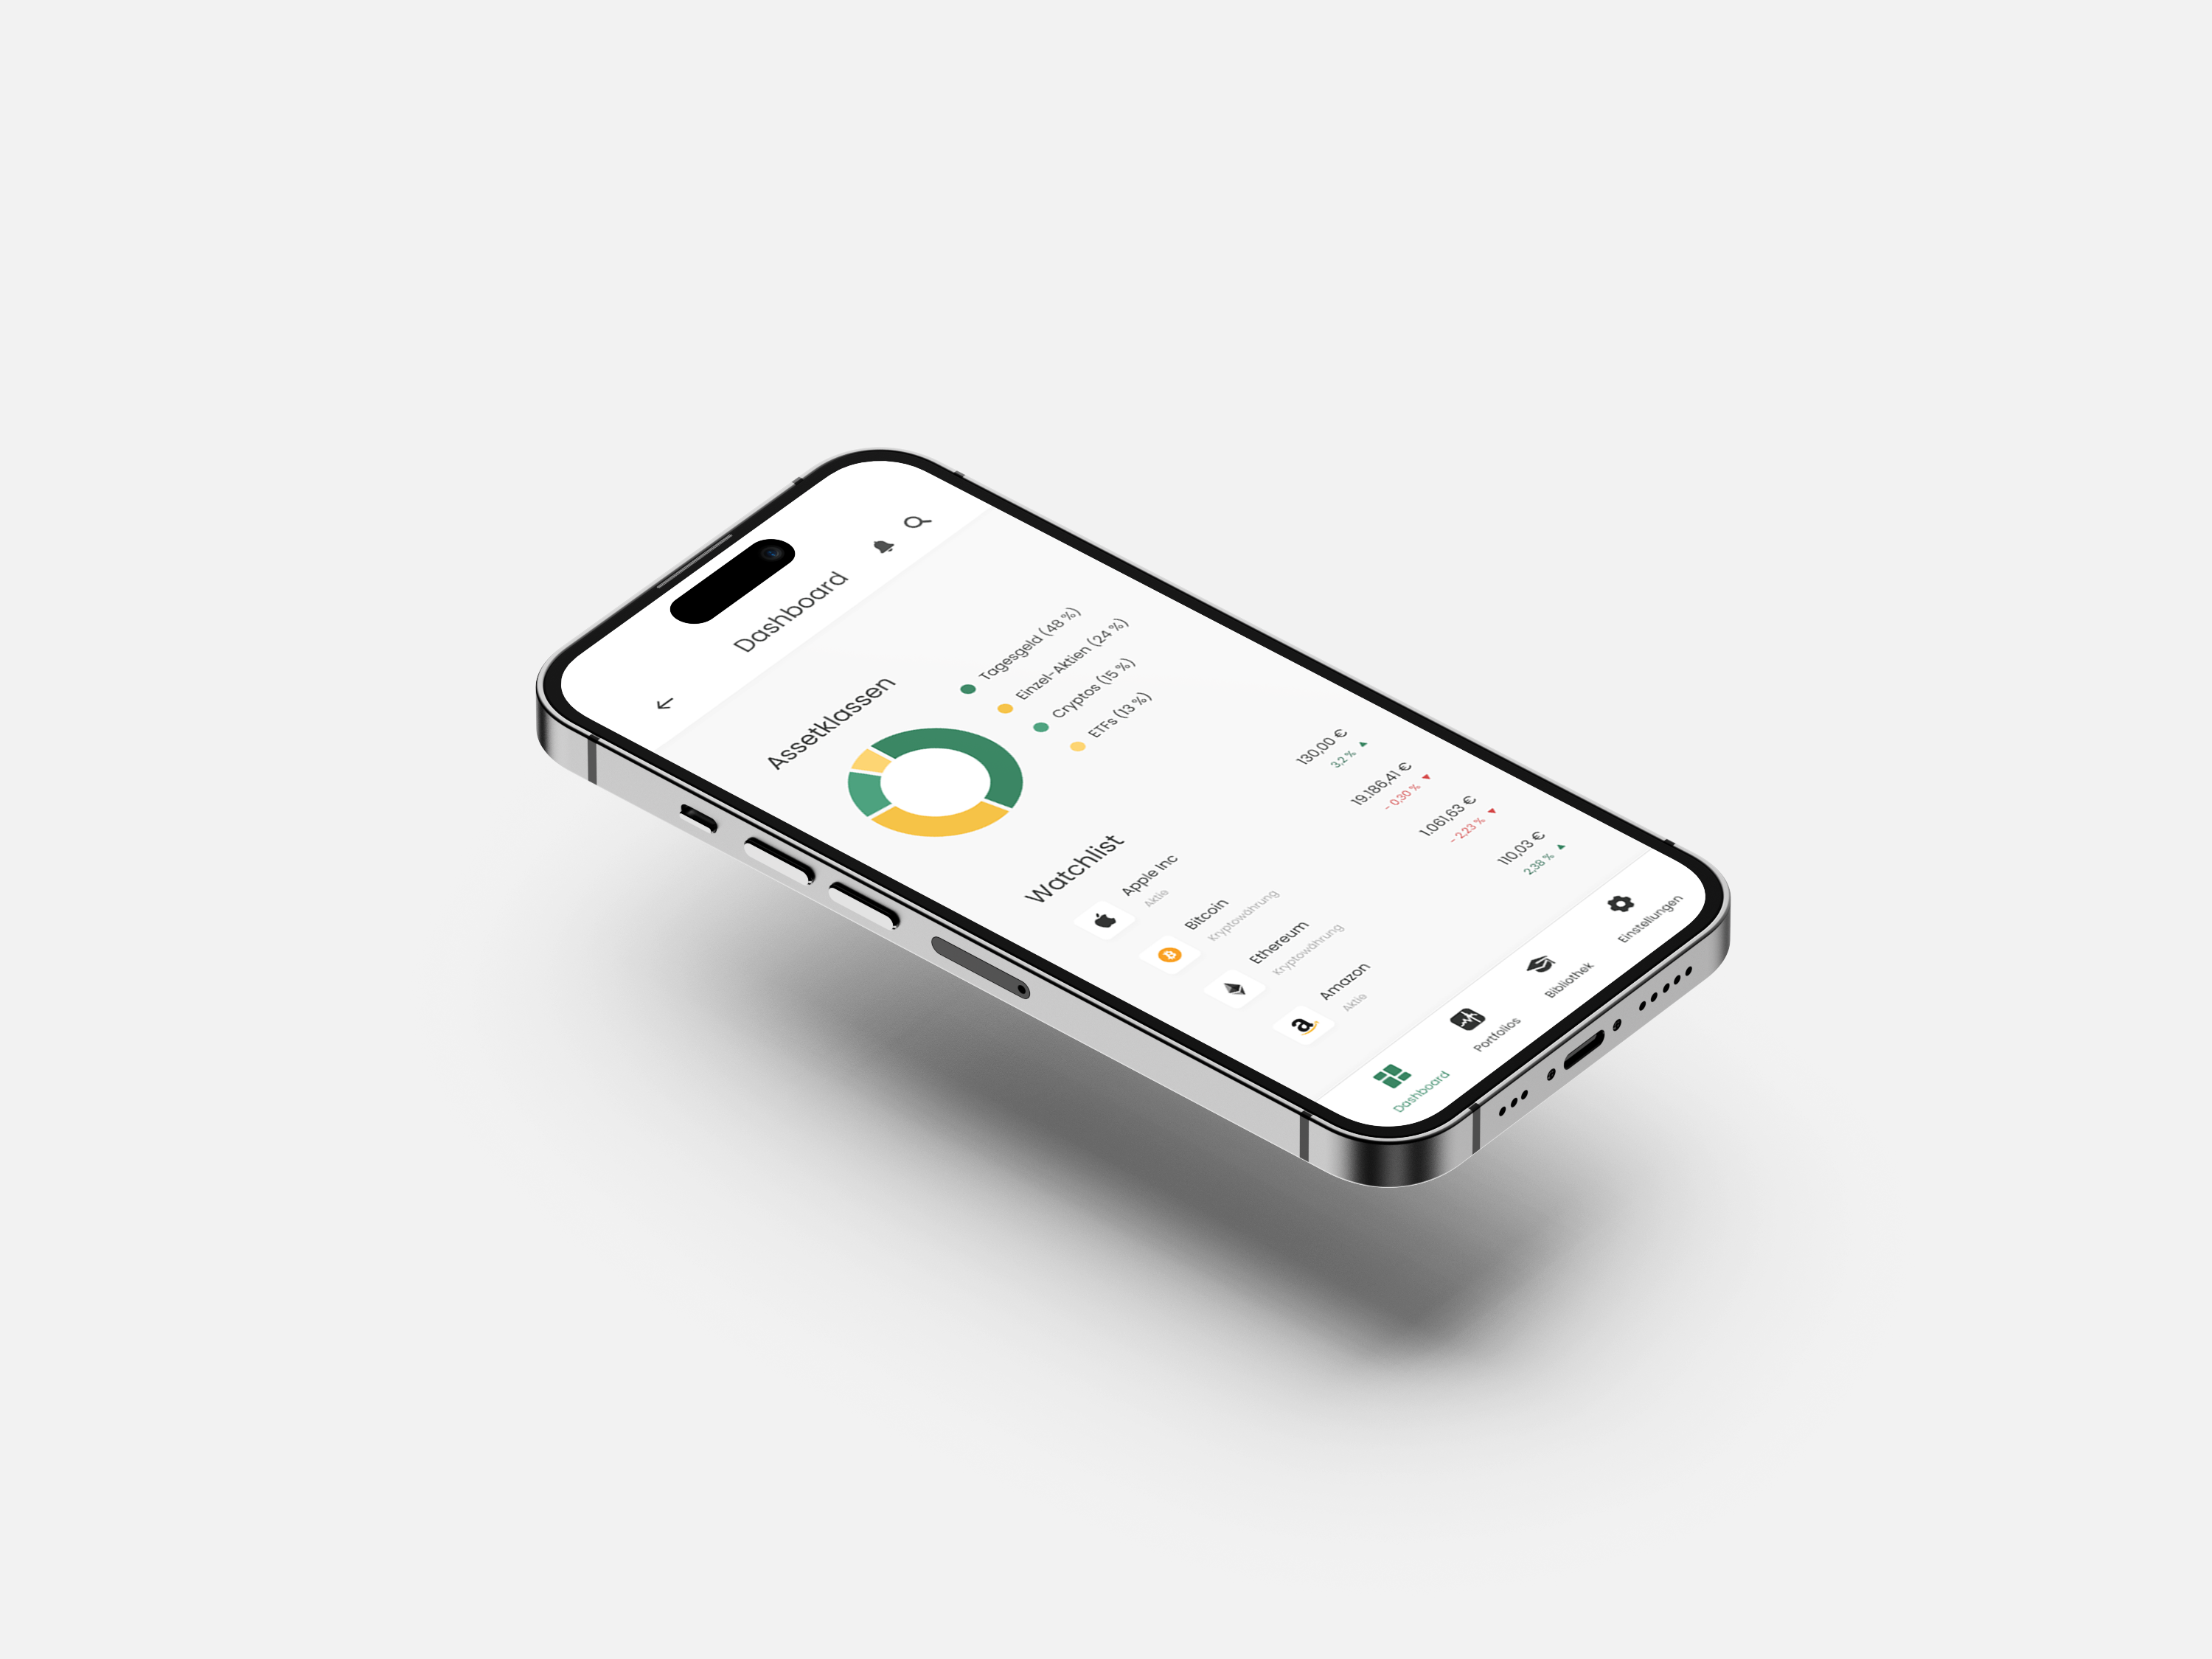 Dashboard
Assetklassen
Tagesgeld (48 %)
Einzel-Aktien (24 %)
Cryptos (15 %)
ETFs (13 %)
Watchlist
Apple Inc
Aktie
130,00 €
3,2 %
Bitcoin
Kryptowährung
19.186,41 €
- 0,30 %
Ethereum
Kryptowährung
1.061,63 €
- 2,23 %
Amazon
Aktie
110,03 €
2,38 %
Dashboard
Portfolios
Bibliothek
Einstellungen